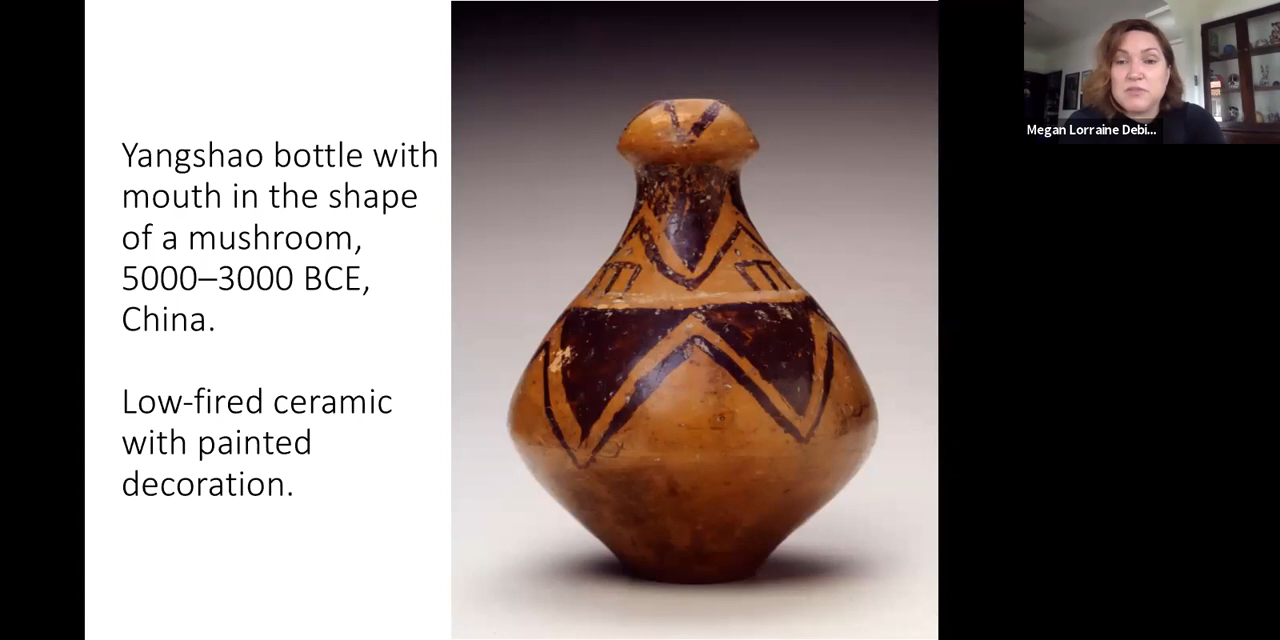 Yangshao bottle with
mouth in the shape
of a mushroom,
5000–3000 BCE,
China.
Low-fired ceramic
with painted
decoration.
Megan Lorraine Debi...